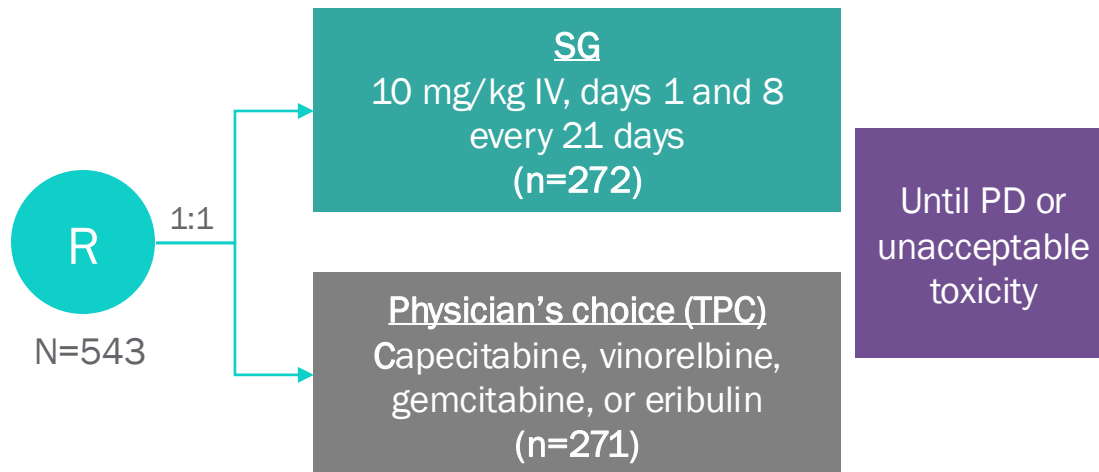 R
N=543
1:1
SG
10 mg/kg IV, days 1 and 8
every 21 days
(n=272)
Physician’s choice (TPC)
Capecitabine, vinorelbine,
gemcitabine, or eribulin
(n=271)
Until PD or
unacceptable
toxicity